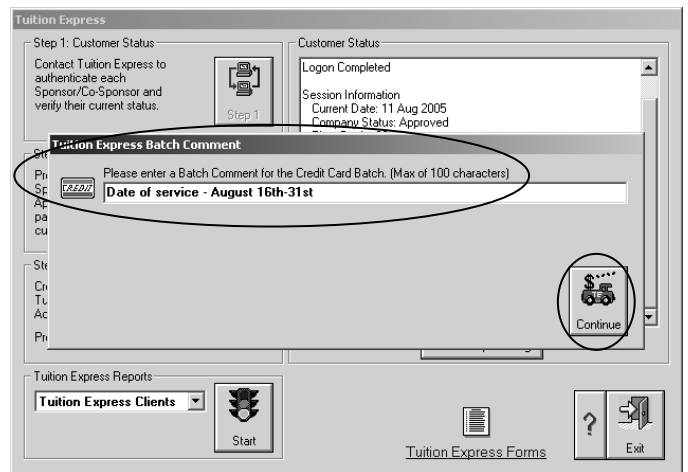 Tuition Express
Step 1: Customer Status
Contact Tuition Express to
authenticate each
Sponsor/Co-Sponsor and
verify their current status.
Step 1
Customer Status
Logon Completed
Session Information
Current Date: 11 Aug 2005
Company Status: Approved
Tuition Express Batch Comment
Please enter a Batch Comment for the Credit Card Batch. (Max of 100 characters)
CREDIT
Date of service - August 16th-31st
Continue
Tuition Express Reports
Tuition Express Clients
Start
Tuition Express Forms
?
Exit